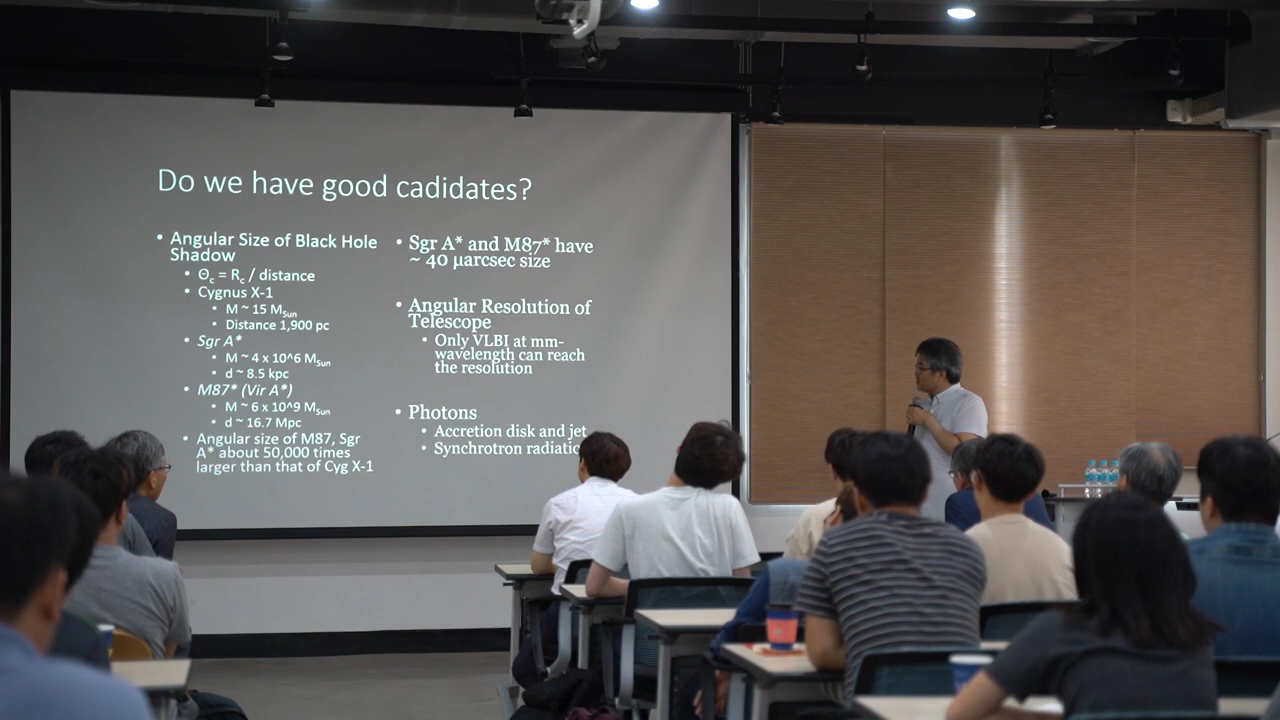 Do we have good cadidates?
• Angular Size of Black Hole
Shadow
• Θc = Rc / distance
• Cygnus X-1
• M ~ 15 MSun
• Distance 1,900 pc
• Sgr A*
• M ~ 4 x 10^6 MSun
• d ~ 8.5 kpc
• M87* (Vir A*)
• M ~ 6 x 10^9 MSun
• d ~ 16.7 Mpc
• Angular size of M87, Sgr
A* about 50,000 times
larger than that of Cyg X-1
• Sgr A* and M87* have
~ 40 µarcsec size
• Angular Resolution of
Telescope
• Only VLBI at mm-
wavelength can reach
the resolution
• Photons
• Accretion disk and jet
• Synchrotron